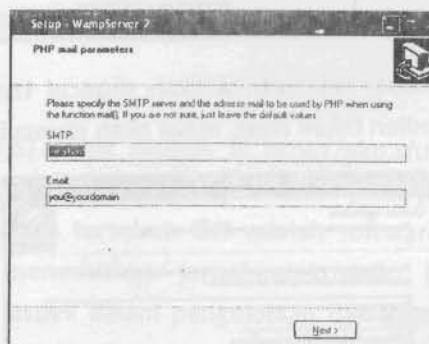 Setup - WampServer 2
PHP mail parameters
Please specify the SMTP server and the adresse mail to be used by PHP when using
the function mail(). If you are not sure, just leave the default values
SMTP:
Email:
you@yourdomain
Next >